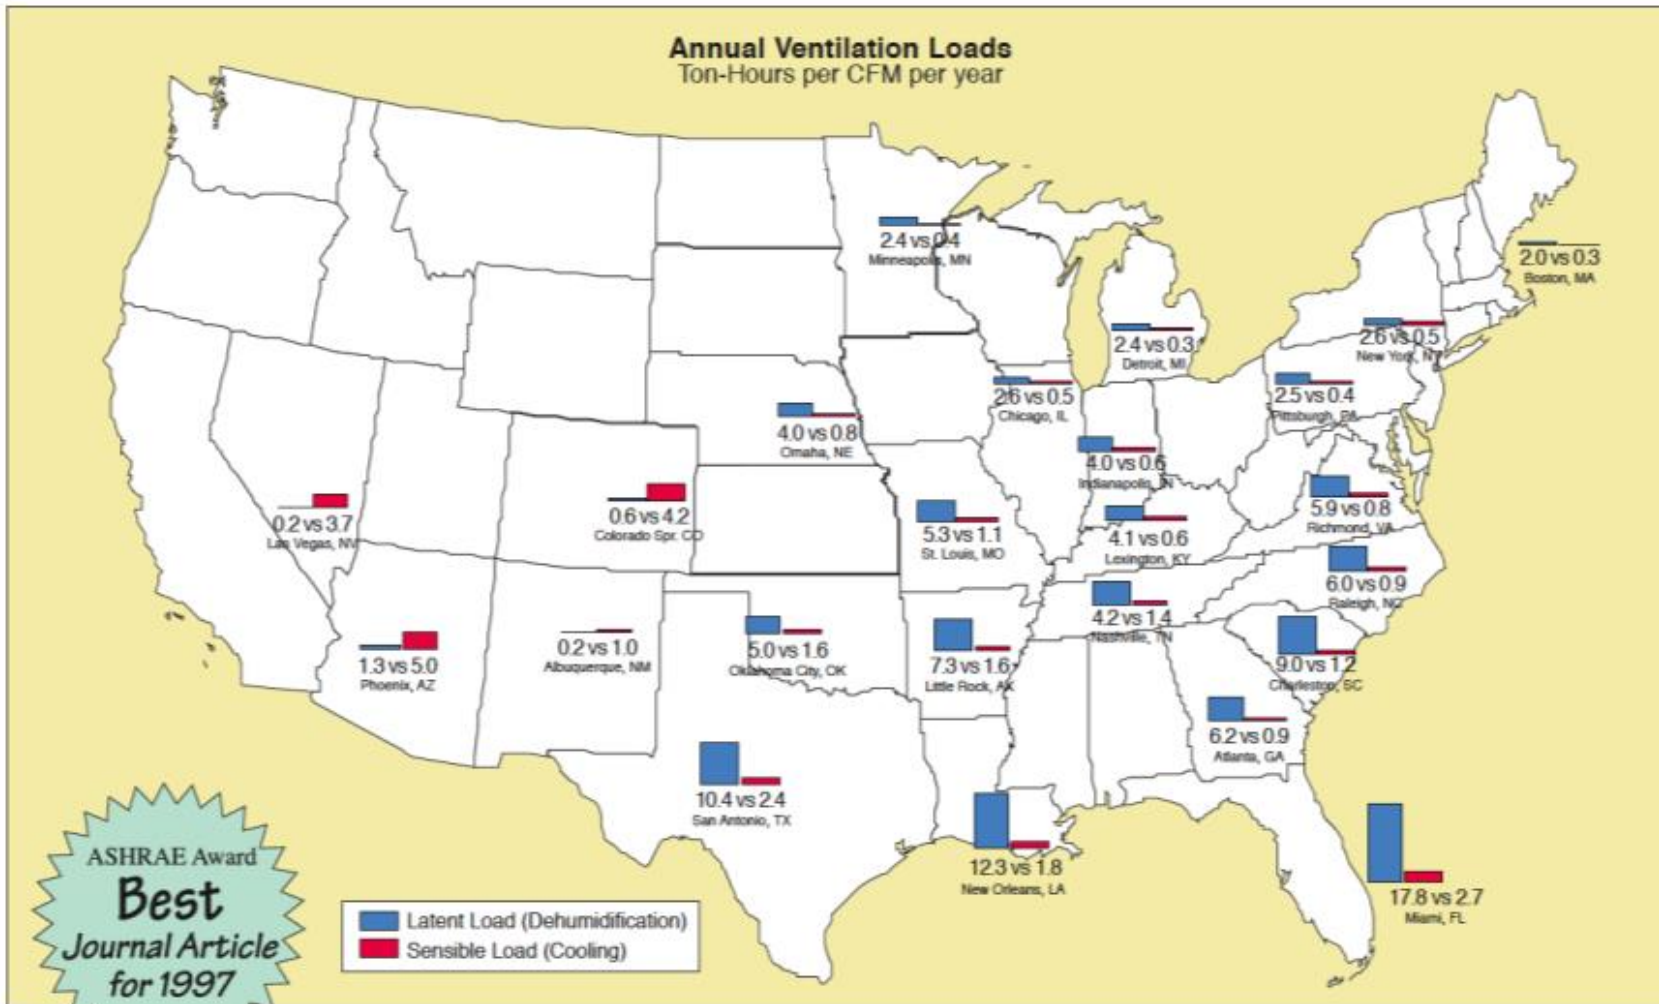 Annual Ventilation Loads
Ton-Hours per CFM per year
2.4 vs 0.4
Minneapolis, MN
2.0 vs 0.3
Boston, MA
2.4 vs 0.3
Detroit, MI
2.6 vs 0.5
New York, NY
2.6 vs 0.5
Chicago, IL
2.5 vs 0.4
Pittsburgh, PA
4.0 vs 0.8
Omaha, NE
4.0 vs 0.6
Indianapolis, IN
0.2 vs 3.7
Las Vegas, NV
0.6 vs 4.2
Colorado Spr. CO
5.3 vs 1.1
St. Louis, MO
4.1 vs 0.6
Lexington, KY
5.9 vs 0.8
Richmond, VA
6.0 vs 0.9
Raleigh, NC
4.2 vs 1.4
Nashville, TN
1.3 vs 5.0
Phoenix, AZ
0.2 vs 1.0
Albuquerque, NM
5.0 vs 1.6
Oklahoma City, OK
7.3 vs 1.6
Little Rock, AK
9.0 vs 1.2
Charleston, SC
6.2 vs 0.9
Atlanta, GA
10.4 vs 2.4
San Antonio, TX
12.3 vs 1.8
New Orleans, LA
17.8 vs 2.7
Miami, FL
ASHRAE Award
Best
Journal Article
for 1997
Latent Load (Dehumidification)
Sensible Load (Cooling)